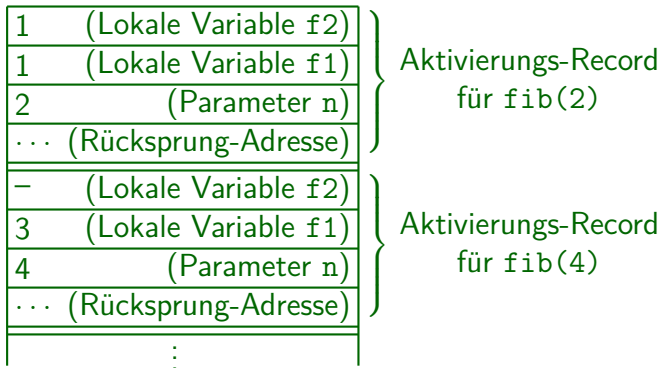 1 (Lokale Variable f2)
1 (Lokale Variable f1)
2 (Parameter n)
··· (Rücksprung-Adresse)
Aktivierungs-Record
für fib(2)
– (Lokale Variable f2)
3 (Lokale Variable f1)
4 (Parameter n)
··· (Rücksprung-Adresse)
Aktivierungs-Record
für fib(4)
⋮